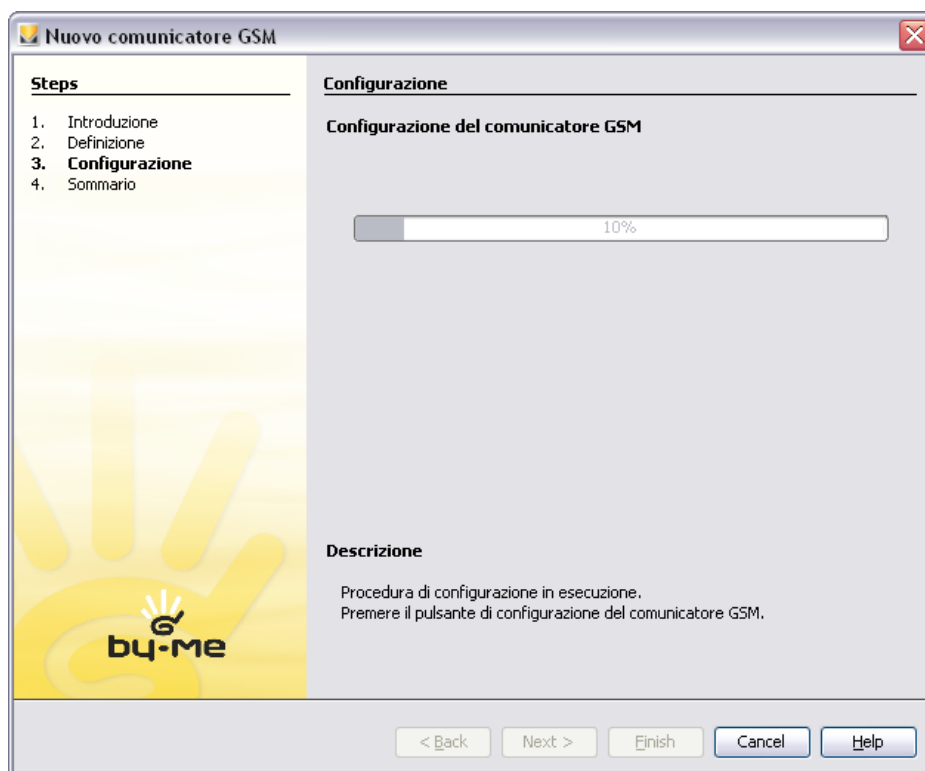 Nuovo comunicatore GSM
Steps
1. Introduzione
2. Definizione
3. Configurazione
4. Sommario
by-me
Configurazione
Configurazione del comunicatore GSM
10%
Descrizione
Procedura di configurazione in esecuzione.
Premere il pulsante di configurazione del comunicatore GSM.
< Back
Next >
Finish
Cancel
Help